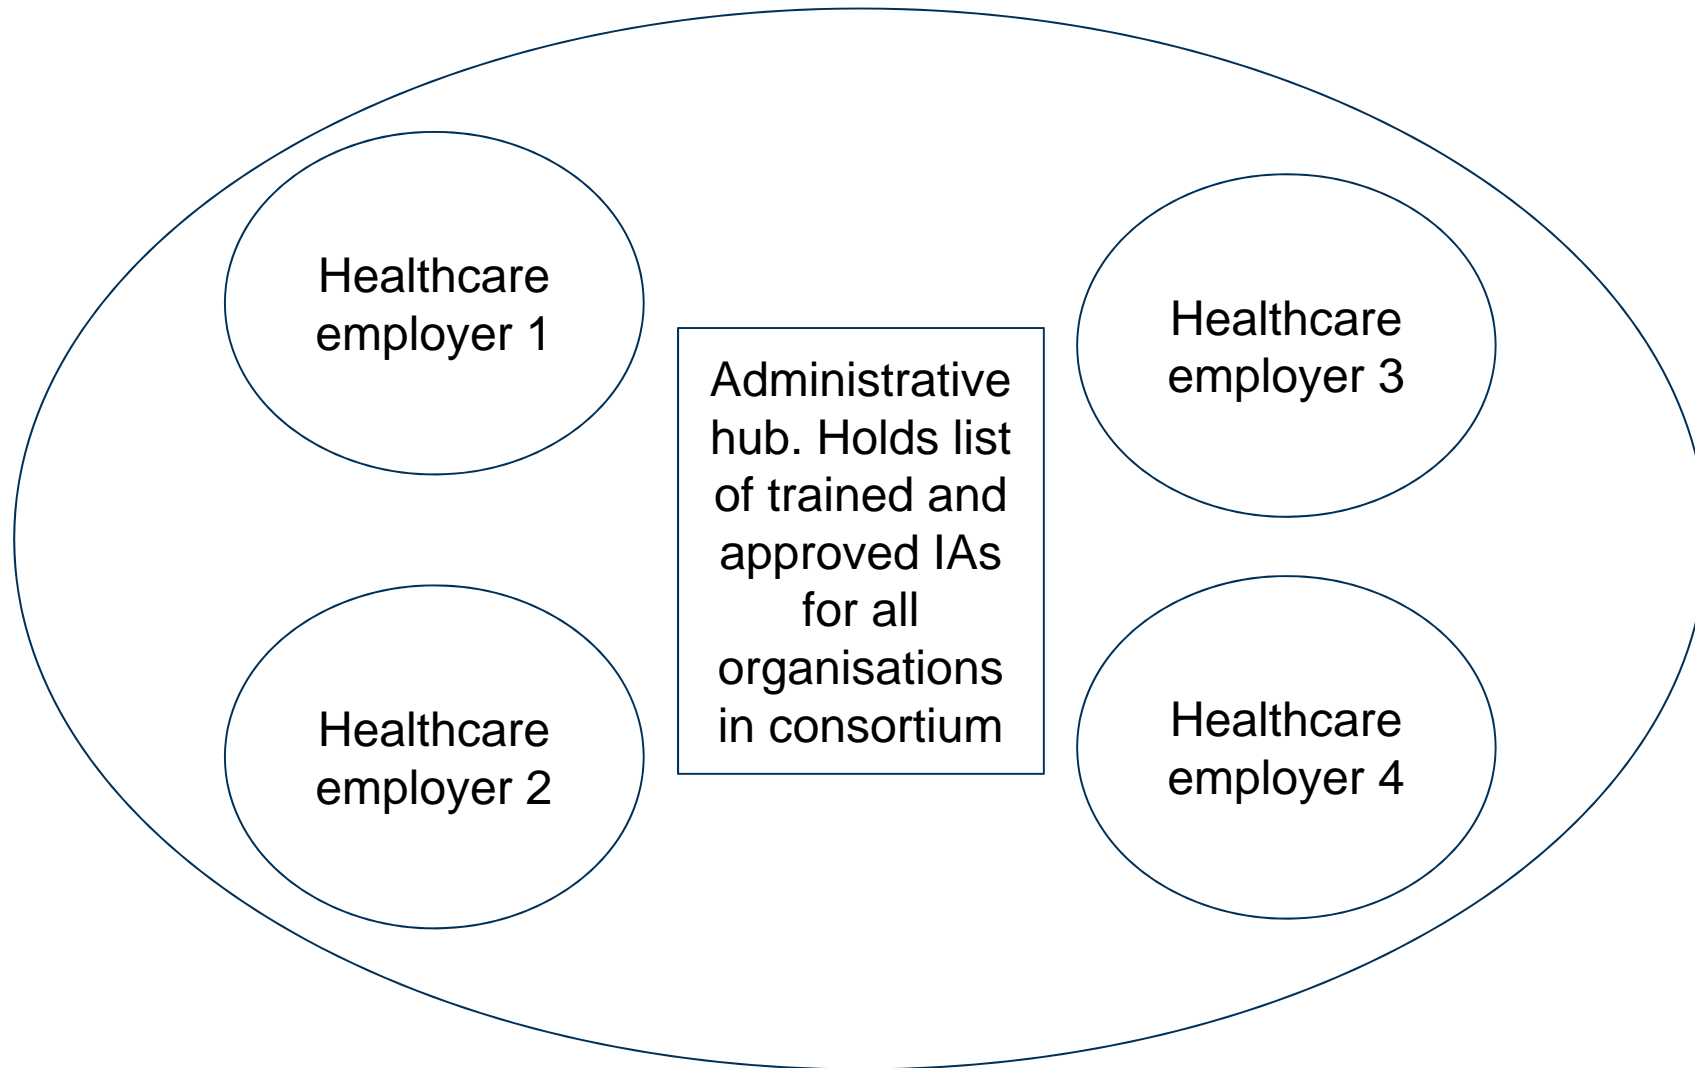 Healthcare
employer 1
Healthcare
employer 2
Administrative
hub. Holds list
of trained and
approved IAs
for all
organisations
in consortium
Healthcare
employer 3
Healthcare
employer 4